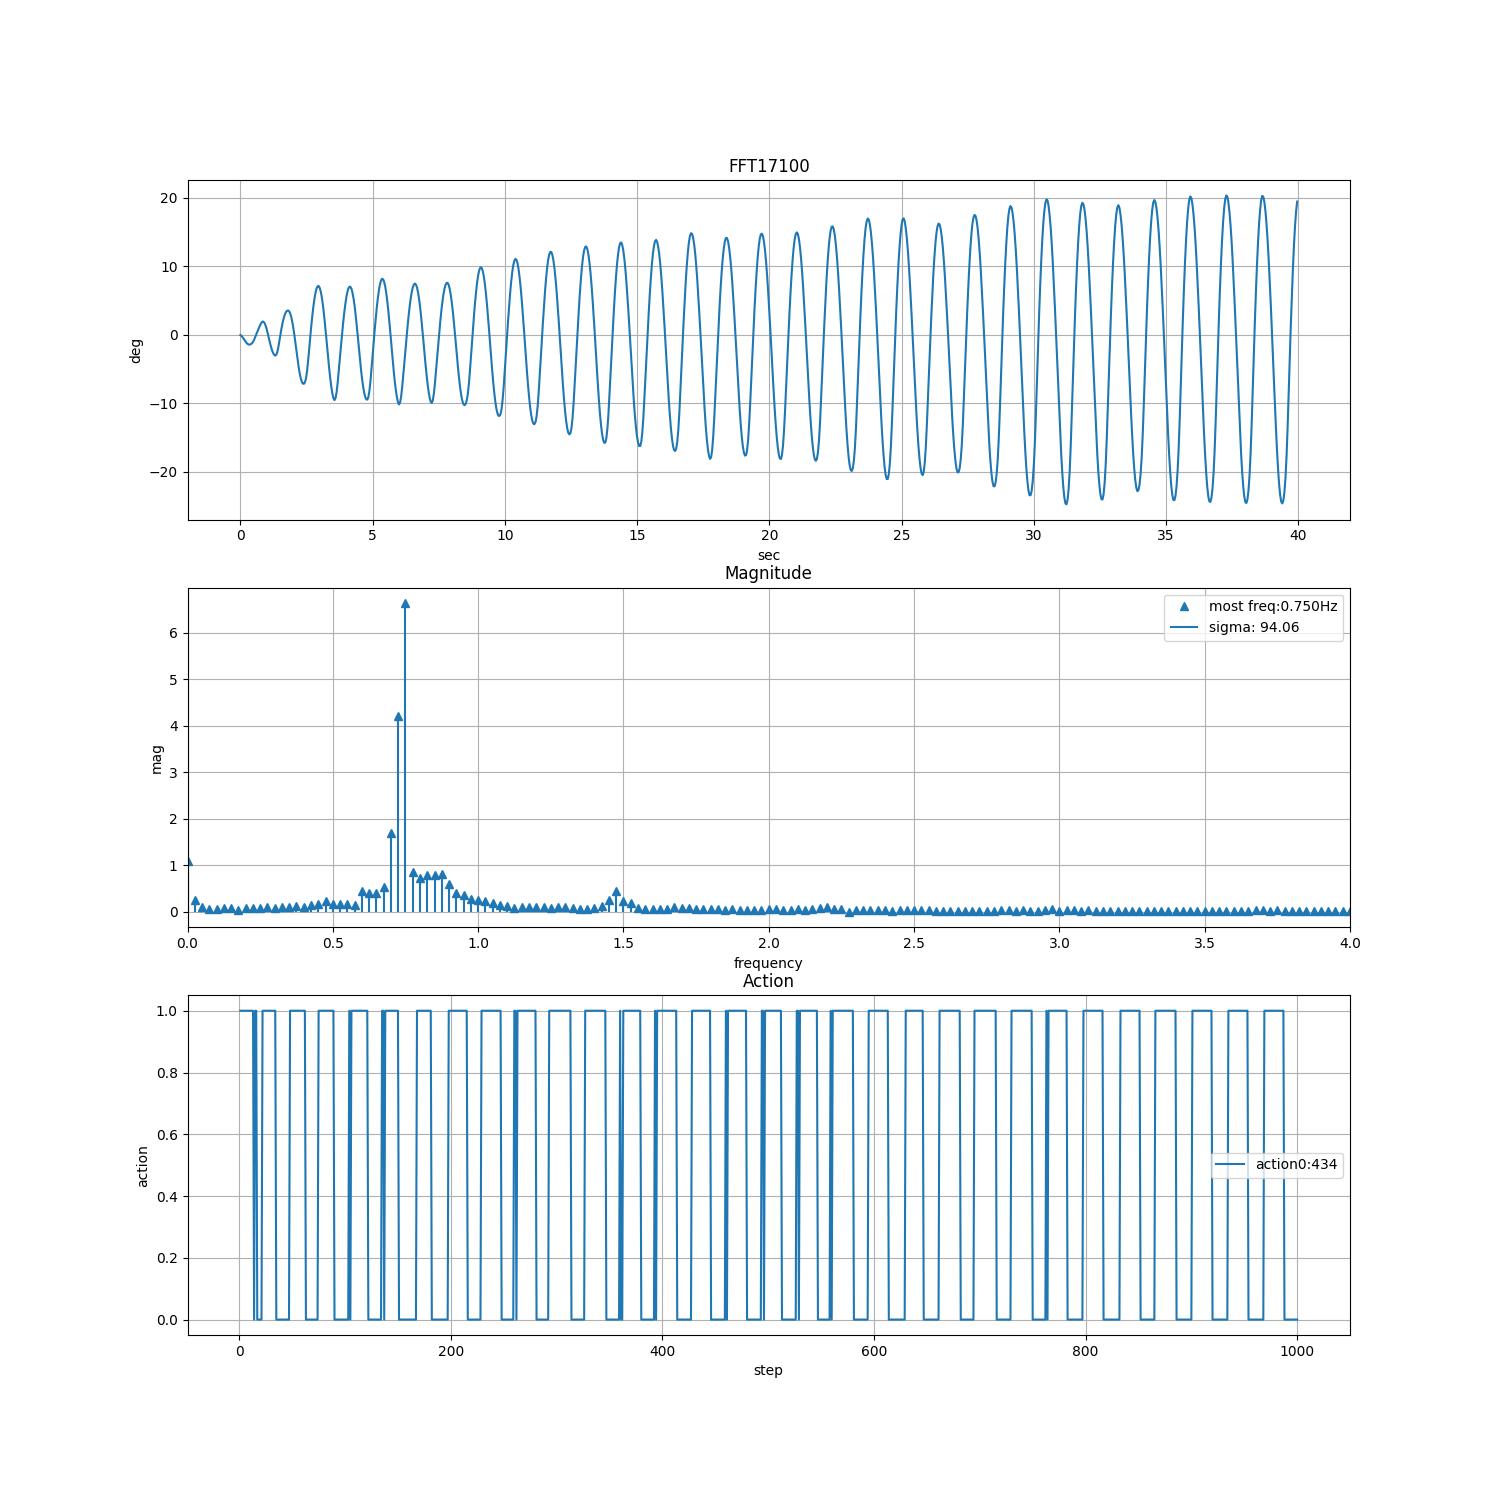 FFT17100
20
10
0
−10
−20
deg
0 5 10 15 20 25 30 35 40
sec
Magnitude
most freq:0.750Hz
sigma: 94.06
6
5
4
3
2
1
0
mag
0.0 0.5 1.0 1.5 2.0 2.5 3.0 3.5 4.0
frequency
Action
1.0
0.8
0.6
0.4
0.2
0.0
action
action0:434
0 200 400 600 800 1000
step